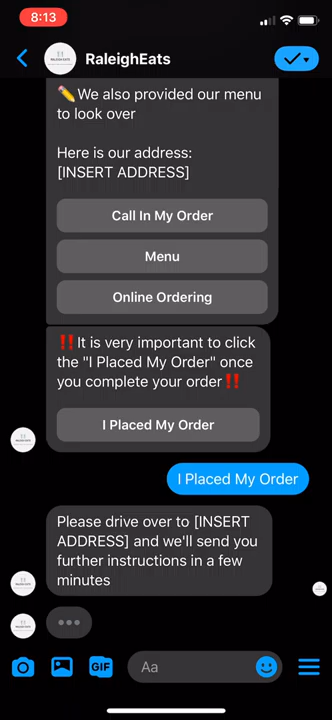 8:13
RaleighEats
✏️We also provided our menu
to look over
Here is our address:
[INSERT ADDRESS]
Call In My Order
Menu
Online Ordering
‼️It is very important to click
the "I Placed My Order" once
you complete your order‼️
I Placed My Order
I Placed My Order
Please drive over to [INSERT
ADDRESS] and we'll send you
further instructions in a few
minutes
GIF
Aa